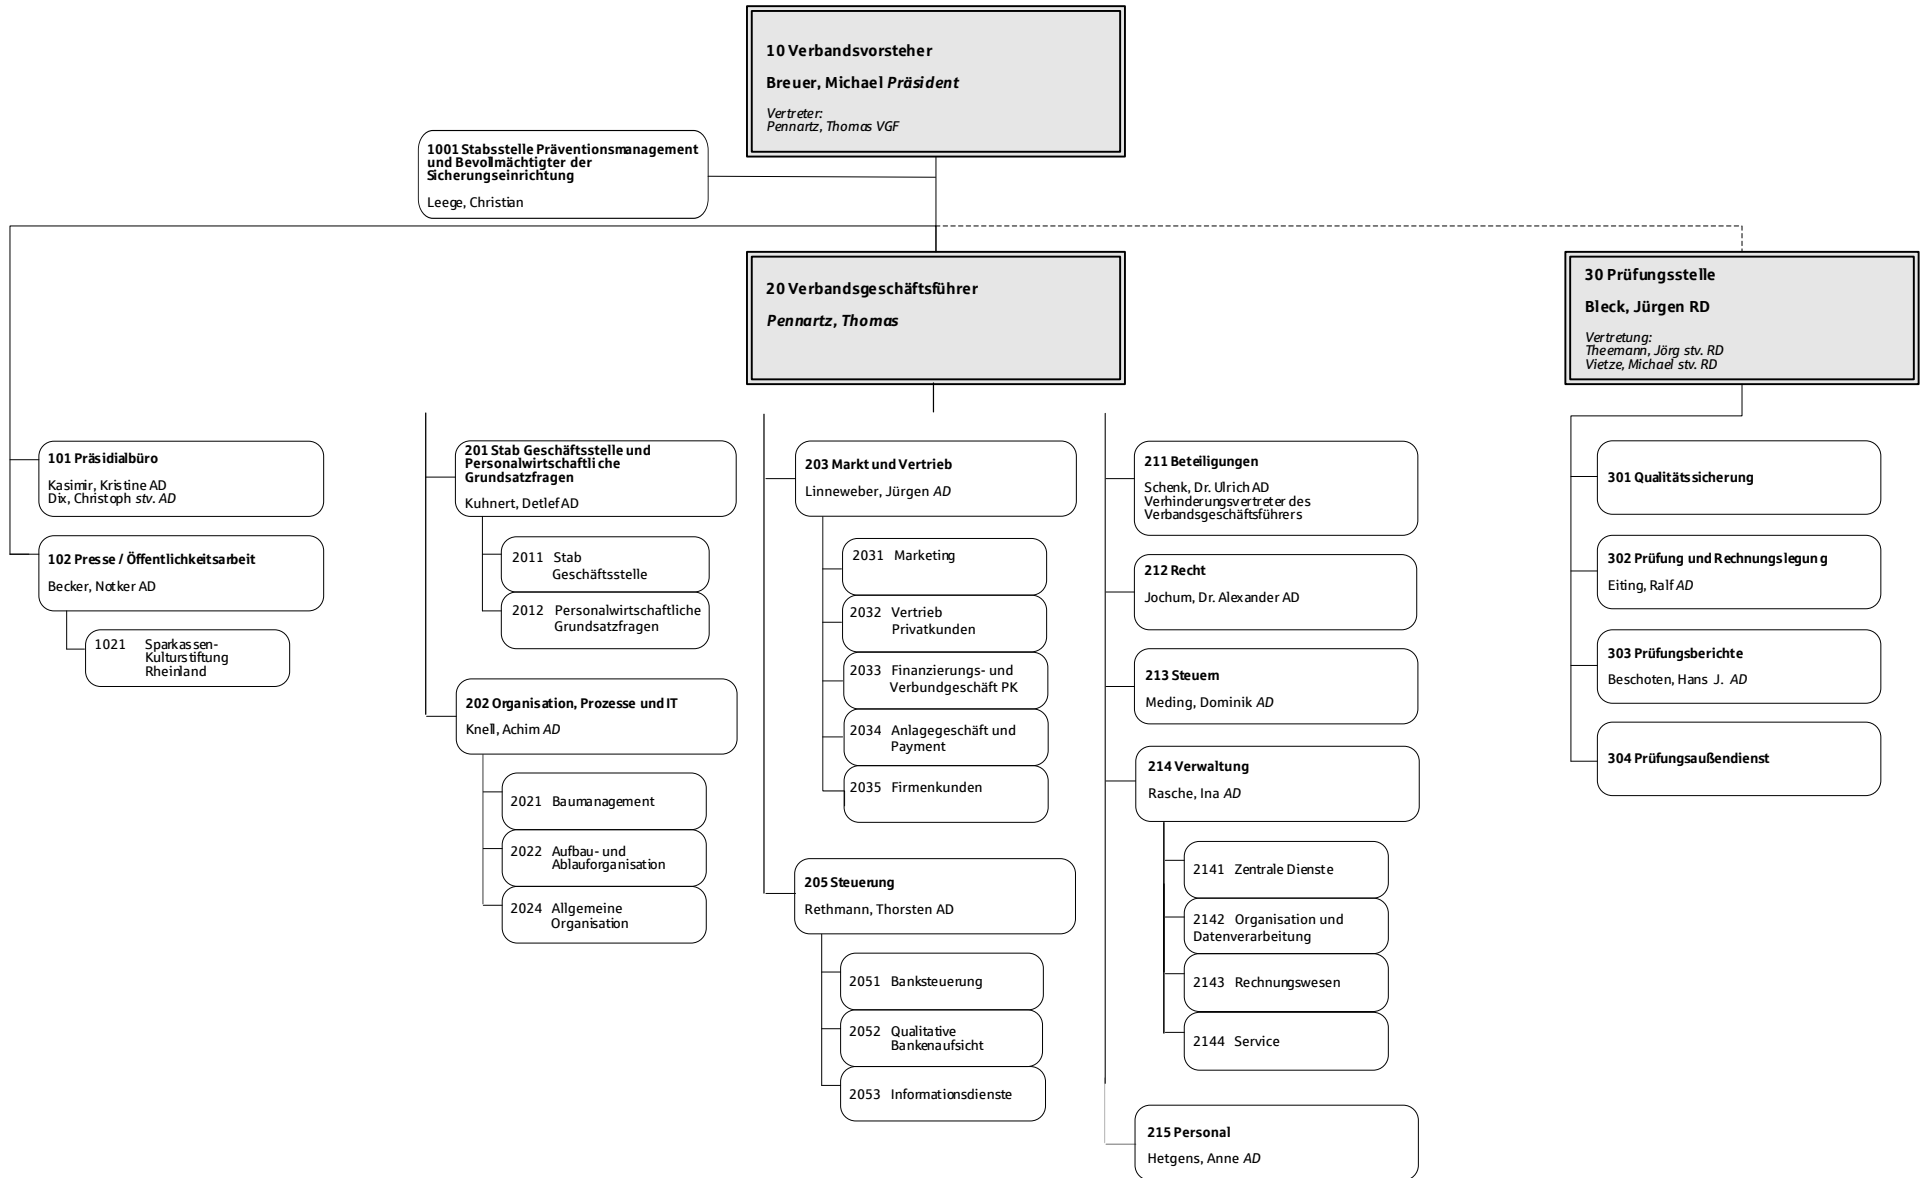 10 Verbandsvorsteher
Breuer, Michael Präsident
Vertreter:
Pennartz, Thomas VGF
1001 Stabsstelle Präventionsmanagement
und Bevollmächtigter der
Sicherungseinrichtung
Leege, Christian
20 Verbandsgeschäftsführer
Pennartz, Thomas
30 Prüfungsstelle
Bleck, Jürgen RD
Vertretung:
Theemann, Jörg stv. RD
Vietze, Michael stv. RD
101 Präsidialbüro
Kasimir, Kristine AD
Dix, Christoph stv. AD
102 Presse / Öffentlichkeitsarbeit
Becker, Notker AD
1021 Sparkassen-
Kulturstiftung
Rheinland
201 Stab Geschäftsstelle und
Personalwirtschaftliche
Grundsatzfragen
Kuhnert, Detlef AD
2011 Stab
Geschäftsstelle
2012 Personalwirtschaftliche
Grundsatzfragen
202 Organisation, Prozesse und IT
Knell, Achim AD
2021 Baumanagement
2022 Aufbau- und
Ablauforganisation
2024 Allgemeine
Organisation
203 Markt und Vertrieb
Linneweber, Jürgen AD
2031 Marketing
2032 Vertrieb
Privatkunden
2033 Finanzierungs- und
Verbundgeschäft PK
2034 Anlagegeschäft und
Payment
2035 Firmenkunden
205 Steuerung
Rethmann, Thorsten AD
2051 Banksteuerung
2052 Qualitative
Bankenaufsicht
2053 Informationsdienste
211 Beteiligungen
Schenk, Dr. Ulrich AD
Verhinderungsvertreter des
Verbandsgeschäftsführers
212 Recht
Jochum, Dr. Alexander AD
213 Steuern
Meding, Dominik AD
214 Verwaltung
Rasche, Ina AD
2141 Zentrale Dienste
2142 Organisation und
Datenverarbeitung
2143 Rechnungswesen
2144 Service
215 Personal
Hetgens, Anne AD
301 Qualitätssicherung
302 Prüfung und Rechnungslegung
Eiting, Ralf AD
303 Prüfungsberichte
Beschoten, Hans J. AD
304 Prüfungsaußendienst